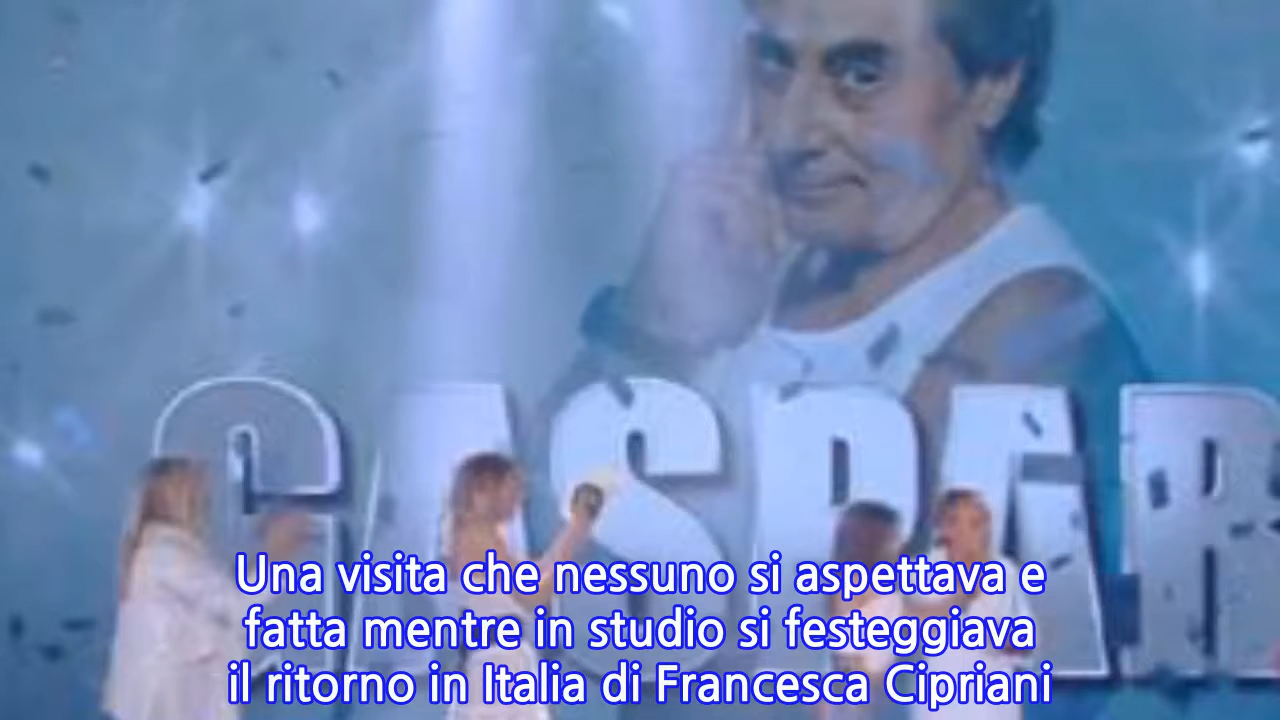 GASPAR
Una visita che nessuno si aspettava e
fatta mentre in studio si festeggiava
il ritorno in Italia di Francesca Cipriani